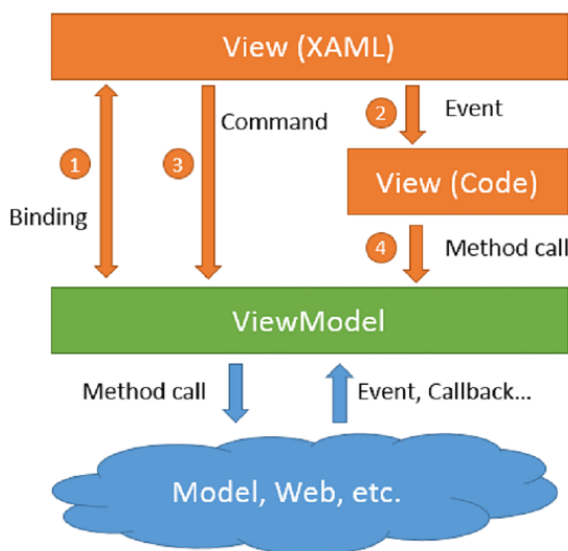 View (XAML)
Command
2
Event
1
3
View (Code)
Binding
4
Method call
ViewModel
Method call
Event, Callback...
Model, Web, etc.